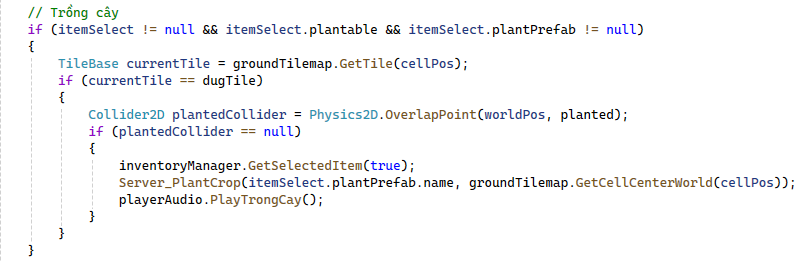 // Trồng cây
if (itemSelect != null && itemSelect.plantable && itemSelect.plantPrefab != null)
{
TileBase currentTile = groundTilemap.GetTile(cellPos);
if (currentTile == dugTile)
{
Collider2D plantedCollider = Physics2D.OverlapPoint(worldPos, planted);
if (plantedCollider == null)
{
inventoryManager.GetSelectedItem(true);
Server_PlantCrop(itemSelect.plantPrefab.name, groundTilemap.GetCellCenterWorld(cellPos));
playerAudio.PlayTrongCay();
}
}
}